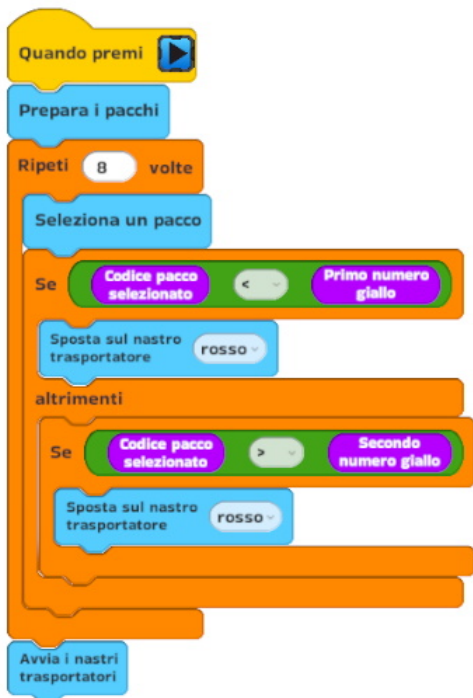 Quando premi
Prepara i pacchi
Ripeti 8 volte
Seleziona un pacco
Se Codice pacco selezionato < Primo numero giallo
Sposta sul nastro
trasportatore rosso
altrimenti
Se Codice pacco selezionato > Secondo numero giallo
Sposta sul nastro
trasportatore rosso
Avvia i nastri
trasportatori